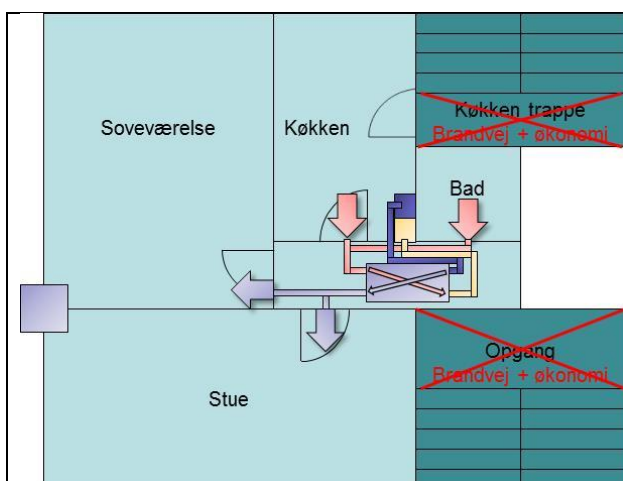 Køkken trappe
Brandvej + økonomi
Soveværelse
Køkken
Bad
Opgang
Brandvej + økonomi
Stue